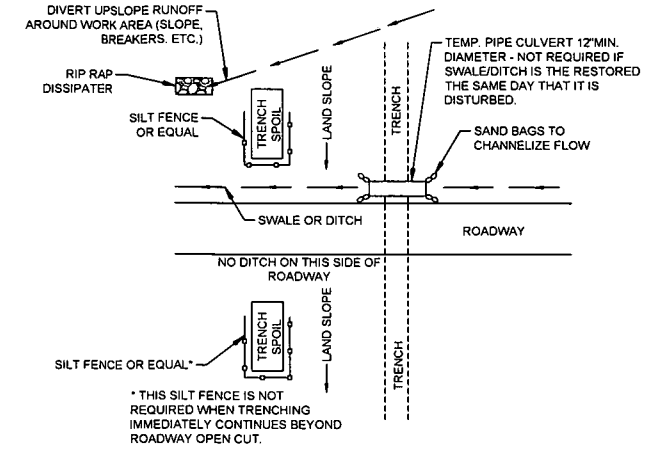 DIVERT UPSLOPE RUNOFF
AROUND WORK AREA (SLOPE,
BREAKERS. ETC,)
RIP RAP
DISSIPATER
SILT FENCE
OR EQUAL
TRENCH
SPOIL
LAND SLOPE
TRENCH
TEMP. PIPE CULVERT 12"MIN.
DIAMETER - NOT REQUIRED IF
SWALE/DITCH IS THE RESTORED
THE SAME DAY THAT IT IS
DISTURBED.
SAND BAGS TO
CHANNELIZE FLOW
SWALE OR DITCH
ROADWAY
NO DITCH ON THIS SIDE OF
ROADWAY
TRENCH
SPOIL
LAND SLOPE
TRENCH
SILT FENCE OR EQUAL*
* THIS SILT FENCE IS NOT
REQUIRED WHEN TRENCHING
IMMEDIATELY CONTINUES BEYOND
ROADWAY OPEN CUT.